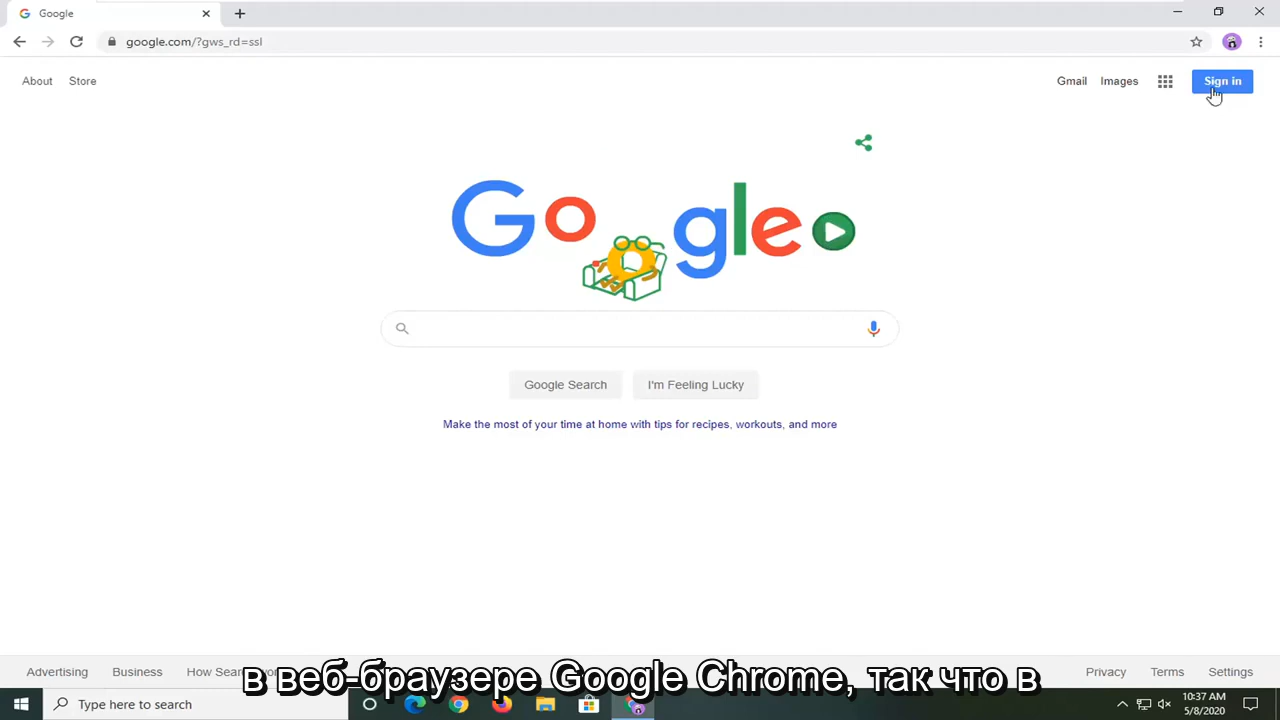 Google
google.com/?gws_rd=ssl
About Store Gmail Images Sign in
Google
Google Search I'm Feeling Lucky
Make the most of your time at home with tips for recipes, workouts, and more
Advertising Business How Privacy Terms Settings
в веб-браузере Google Chrome, так что в
Type here to search 10:37 AM
5/8/2020